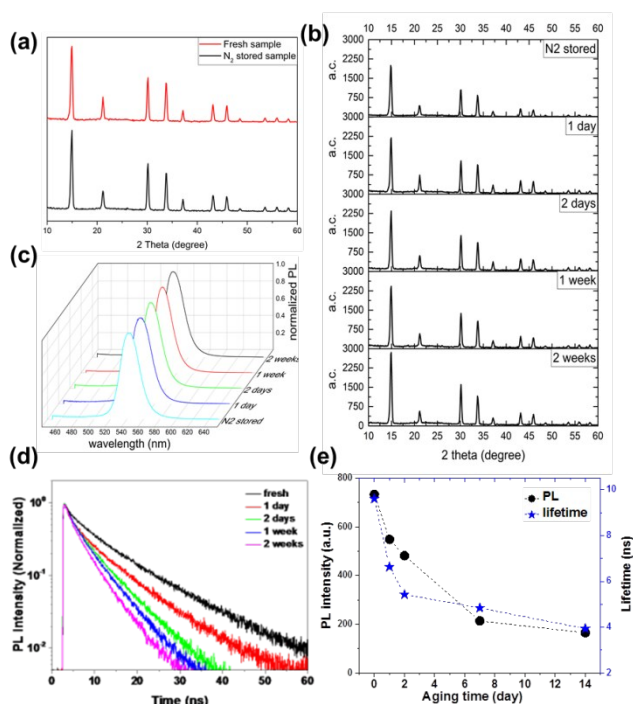 (a)
Fresh sample
N₂ stored sample
10 20 30 40 50 60
2 Theta (degree)
(b)
10 15 20 25 30 35 40 45 50 55 60
N2 stored
3000
2250
1500
750
a.c.
1 day
3000
2250
1500
750
a.c.
2 days
3000
2250
1500
750
a.c.
1 week
3000
2250
1500
750
a.c.
2 weeks
3000
2250
1500
750
0
a.c.
10 15 20 25 30 35 40 45 50 55 60
2 theta (degree)
(c)
1.0
0.8
0.6
0.4
0.2
normalized PL
2 weeks
1 week
2 days
1 day
N2 stored
460 480 500 520 540 560 580 600 620 640
wavelength (nm)
(d)
PL Intensity (Normalized)
10⁰
10⁻¹
10⁻²
fresh
1 day
2 days
1 week
2 weeks
0 10 20 30 40 50 60
Time (ns)
(e)
PL intensity (a.u.)
800
700
600
500
400
300
200
100
0
PL
lifetime
10
9
8
7
6
5
4
3
2
Lifetime (ns)
0 2 4 6 8 10 12 14
Aging time (day)